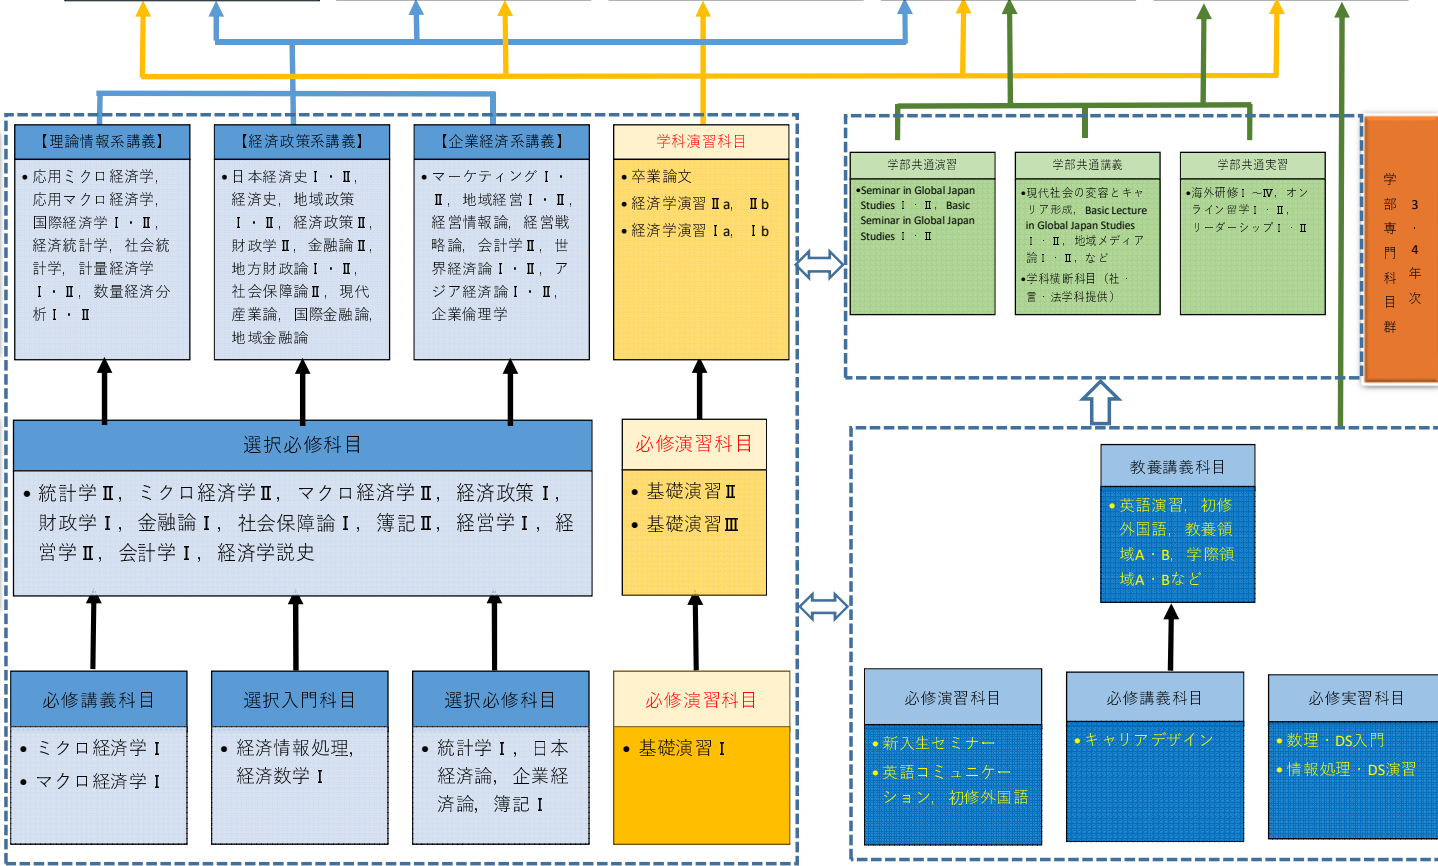 【理論情報系講義】
• 応用ミクロ経済学,
応用マクロ経済学,
国際経済学Ⅰ・Ⅱ,
経済統計学, 社会統
計学, 計量経済学
Ⅰ・Ⅱ, 数量経済分
析Ⅰ・Ⅱ
【経済政策系講義】
• 日本経済史Ⅰ・Ⅱ,
経済史, 地域政策
Ⅰ・Ⅱ, 経済政策Ⅱ,
財政学Ⅱ, 金融論Ⅱ,
地方財政論Ⅰ・Ⅱ,
社会保障論Ⅱ, 現代
産業論, 国際金融論,
地域金融論
【企業経済系講義】
• マーケティングⅠ・
Ⅱ, 地域経営Ⅰ・Ⅱ,
経営情報論, 経営戦
略論, 会計学Ⅱ, 世
界経済論Ⅰ・Ⅱ, ア
ジア経済論Ⅰ・Ⅱ,
企業倫理学
学科演習科目
• 卒業論文
• 経済学演習Ⅱa, Ⅱb
• 経済学演習Ⅰa, Ⅰb
学部共通演習
•Seminar in Global Japan
Studies Ⅰ・Ⅱ, Basic
Seminar in Global Japan
Studies Ⅰ・Ⅱ
学部共通講義
•現代社会の変容とキャ
リア形成, Basic Lecture
in Global Japan Studies
Ⅰ・Ⅱ, 地域メディア
論Ⅰ・Ⅱ, など
•学科横断科目（社・
言・法学科提供）
学部共通実習
•海外研修Ⅰ～Ⅳ, オン
ライン留学Ⅰ・Ⅱ,
リーダーシップⅠ・Ⅱ
3・4年次
学部専門科目群
選択必修科目
• 統計学Ⅱ, ミクロ経済学Ⅱ, マクロ経済学Ⅱ, 経済政策Ⅰ,
財政学Ⅰ, 金融論Ⅰ, 社会保障論Ⅰ, 簿記Ⅱ, 経営学Ⅰ, 経
営学Ⅱ, 会計学Ⅰ, 経済学説史
必修演習科目
• 基礎演習Ⅱ
• 基礎演習Ⅲ
教養講義科目
• 英語演習, 初修
外国語, 教養領
域A・B, 学際領
域A・Bなど
必修講義科目
• ミクロ経済学Ⅰ
• マクロ経済学Ⅰ
選択入門科目
• 経済情報処理,
経済数学Ⅰ
選択必修科目
• 統計学Ⅰ, 日本
経済論, 企業経
済論, 簿記Ⅰ
必修演習科目
• 基礎演習Ⅰ
必修演習科目
• 新入生セミナー
• 英語コミュニケー
ション, 初修外国語
必修講義科目
• キャリアデザイン
必修実習科目
• 数理・DS入門
• 情報処理・DS演習